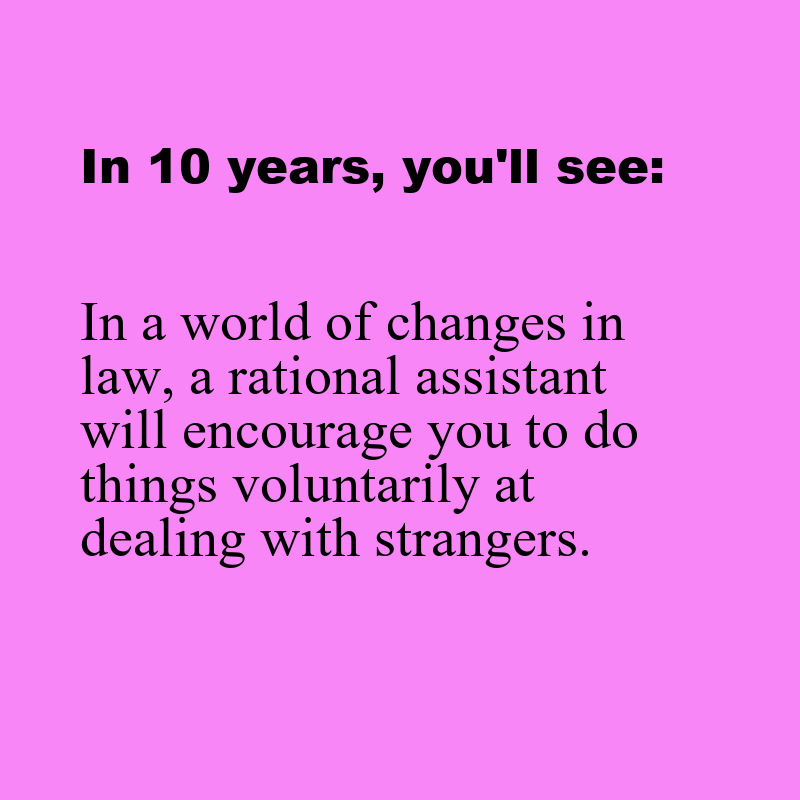 In 10 years, you'll see:
In a world of changes in
law, a rational assistant
will encourage you to do
things voluntarily at
dealing with strangers.